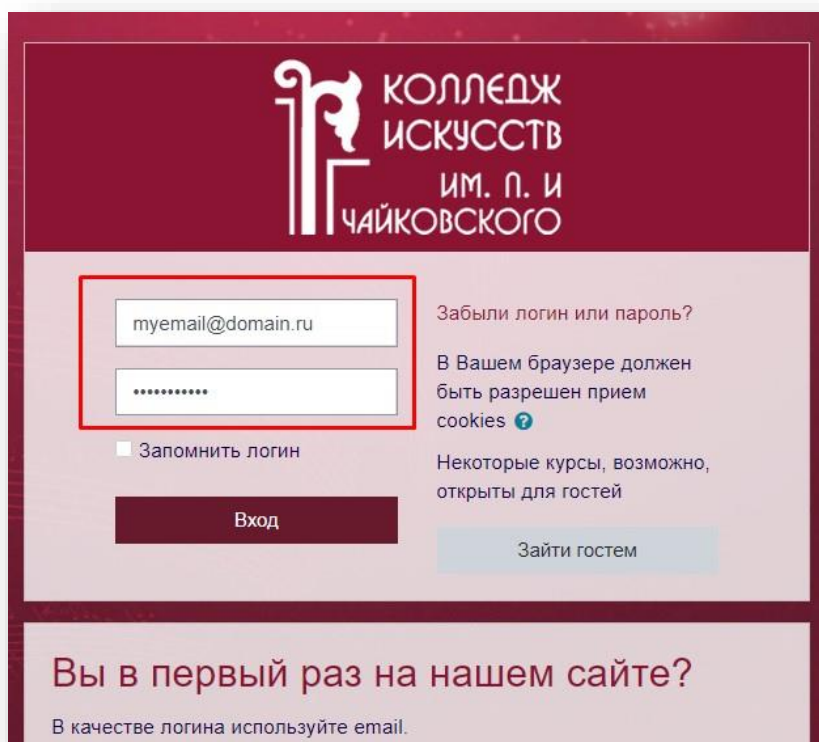 КОЛЛЕДЖ
ИСКУССТВ
ИМ. П. И
ЧАЙКОВСКОГО
myemail@domain.ru
•••••••••••
Запомнить логин
Вход
Забыли логин или пароль?
В Вашем браузере должен
быть разрешен прием
cookies ?
Некоторые курсы, возможно,
открыты для гостей
Зайти гостем
Вы в первый раз на нашем сайте?
В качестве логина используйте email.